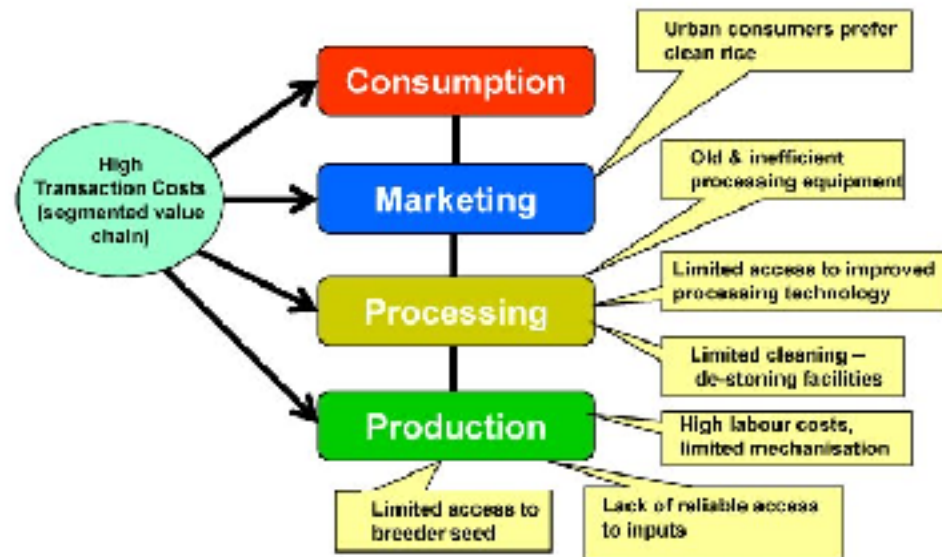 Urban consumers prefer
clean rice
Consumption
High
Transaction Costs
(segmented value
chain)
Marketing
Old & inefficient
processing equipment
Processing
Limited access to improved
processing technology
Limited cleaning –
de-stoning facilities
Production
High labour costs,
limited mechanisation
Limited access to
breeder seed
Lack of reliable access
to inputs